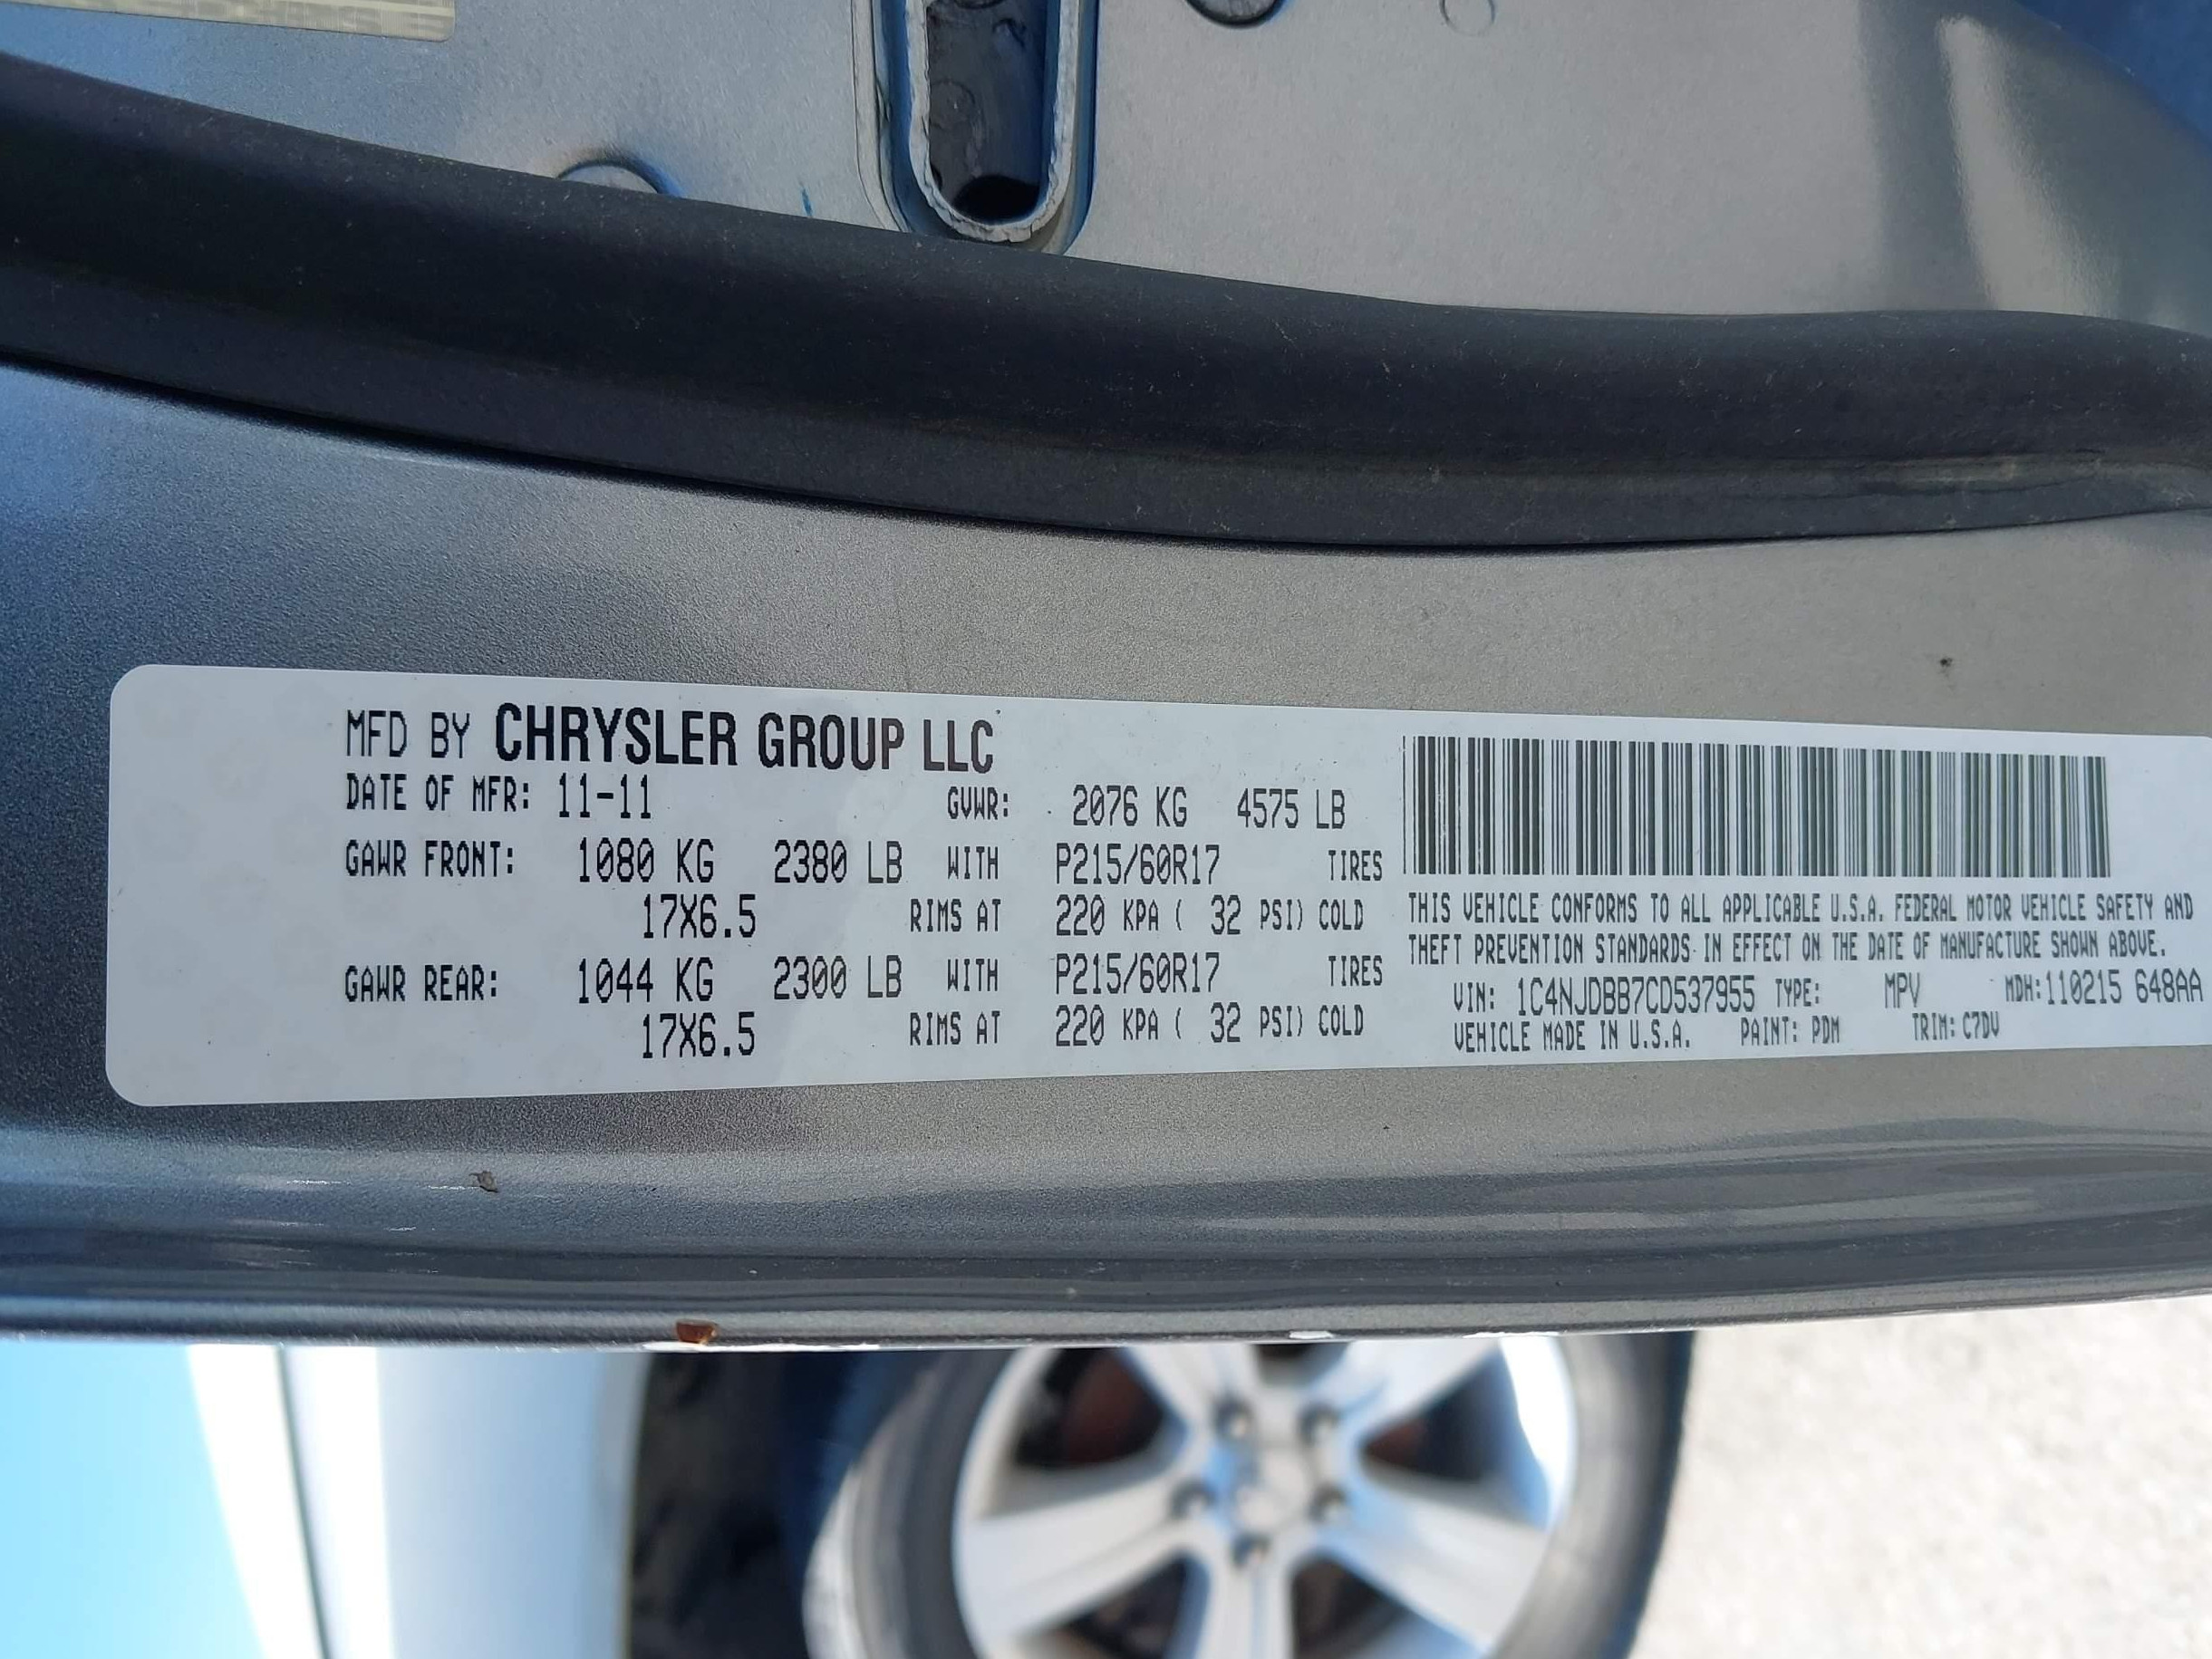 MFD BY CHRYSLER GROUP LLC
DATE OF MFR: 11-11 GVWR: 2076 KG 4575 LB
GAWR FRONT: 1080 KG 2380 LB WITH P215/60R17 TIRES
17X6.5 RIMS AT 220 KPA ( 32 PSI) COLD
GAWR REAR: 1044 KG 2300 LB WITH P215/60R17 TIRES
17X6.5 RIMS AT 220 KPA ( 32 PSI) COLD
THIS VEHICLE CONFORMS TO ALL APPLICABLE U.S.A. FEDERAL MOTOR VEHICLE SAFETY AND
THEFT PREVENTION STANDARDS IN EFFECT ON THE DATE OF MANUFACTURE SHOWN ABOVE.
VIN: 1C4NJDBB7CD537955 TYPE: MPV MDH:110215 648AA
VEHICLE MADE IN U.S.A. PAINT: PDM TRIM: C7DV